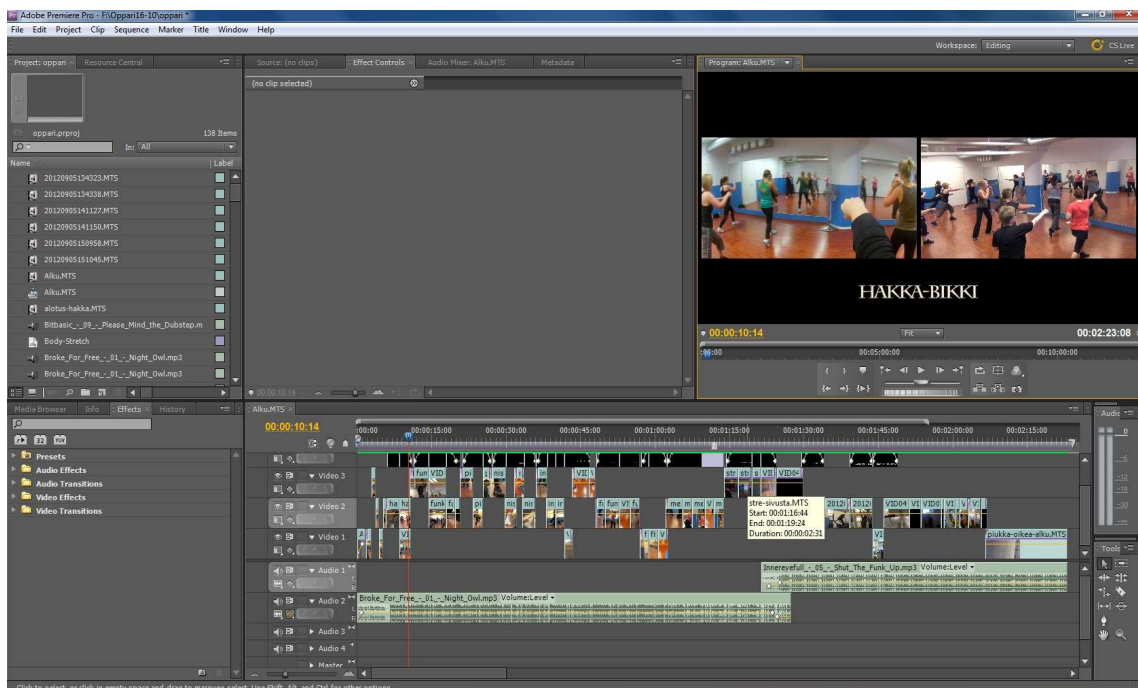 Adobe Premiere Pro - F:\Oppari16-10\oppari *
File Edit Project Clip Sequence Marker Title Window Help
Workspace: Editing
CS Live
Project: oppari
Resource Central
Source: (no clips)
Effect Controls
Audio Mixer: Alku.MTS
Metadata
Program: Alku.MTS
(no clip selected)
oppari.prproj
138 Items
In: All
Name
Label
20120905134323.MTS
20120905134338.MTS
20120905141127.MTS
20120905141150.MTS
20120905150958.MTS
20120905151045.MTS
Alku.MTS
Alku.MTS
alotus-hakka.MTS
Bitbasic_-_09_-_Please_Mind_the_Dubstep.m
Body-Stretch
Broke_For_Free_-_01_-_Night_Owl.mp3
Broke_For_Free_-_01_-_Night_Owl.mp3
00:00:10:14
HAKKA-BIKKI
00:00:10:14
Fit
00:02:23:08
00:05:00:00
00:10:00:00
Media Browser
Info
Effects
History
Presets
Audio Effects
Audio Transitions
Video Effects
Video Transitions
Alku.MTS
00:00:10:14
:00:00
00:00:15:00
00:00:30:00
00:00:45:00
00:01:00:00
00:01:15:00
00:01:30:00
00:01:45:00
00:02:00:00
00:02:15:00
Video 3
fun VID
Video 2
ha
Video 1
stre-sivusta.MTS
Start: 00:01:16:44
End: 00:01:19:24
Duration: 00:00:02:31
piukka-oikea-alku.MTS
Audio 1
Innereyefull_-_05_-_Shut_The_Funk_Up.mp3 Volume:Level
Audio 2
Broke_For_Free_-_01_-_Night_Owl.mp3 Volume:Level
Audio 3
Audio 4
Master
Audio
Tools
Click to select, or click in empty space and drag to marquee select. Use Shift, Alt, and Ctrl for other options.